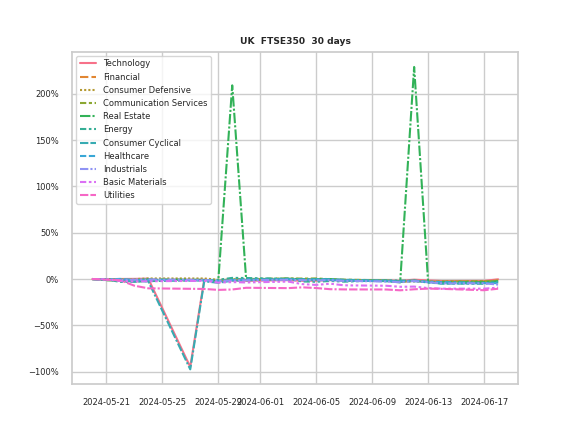 UK FTSE350 30 days
Technology
Financial
Consumer Defensive
Communication Services
Real Estate
Energy
Consumer Cyclical
Healthcare
Industrials
Basic Materials
Utilities
200%
150%
100%
50%
0%
−50%
−100%
2024-05-21 2024-05-25 2024-05-29 2024-06-01 2024-06-05 2024-06-09 2024-06-13 2024-06-17